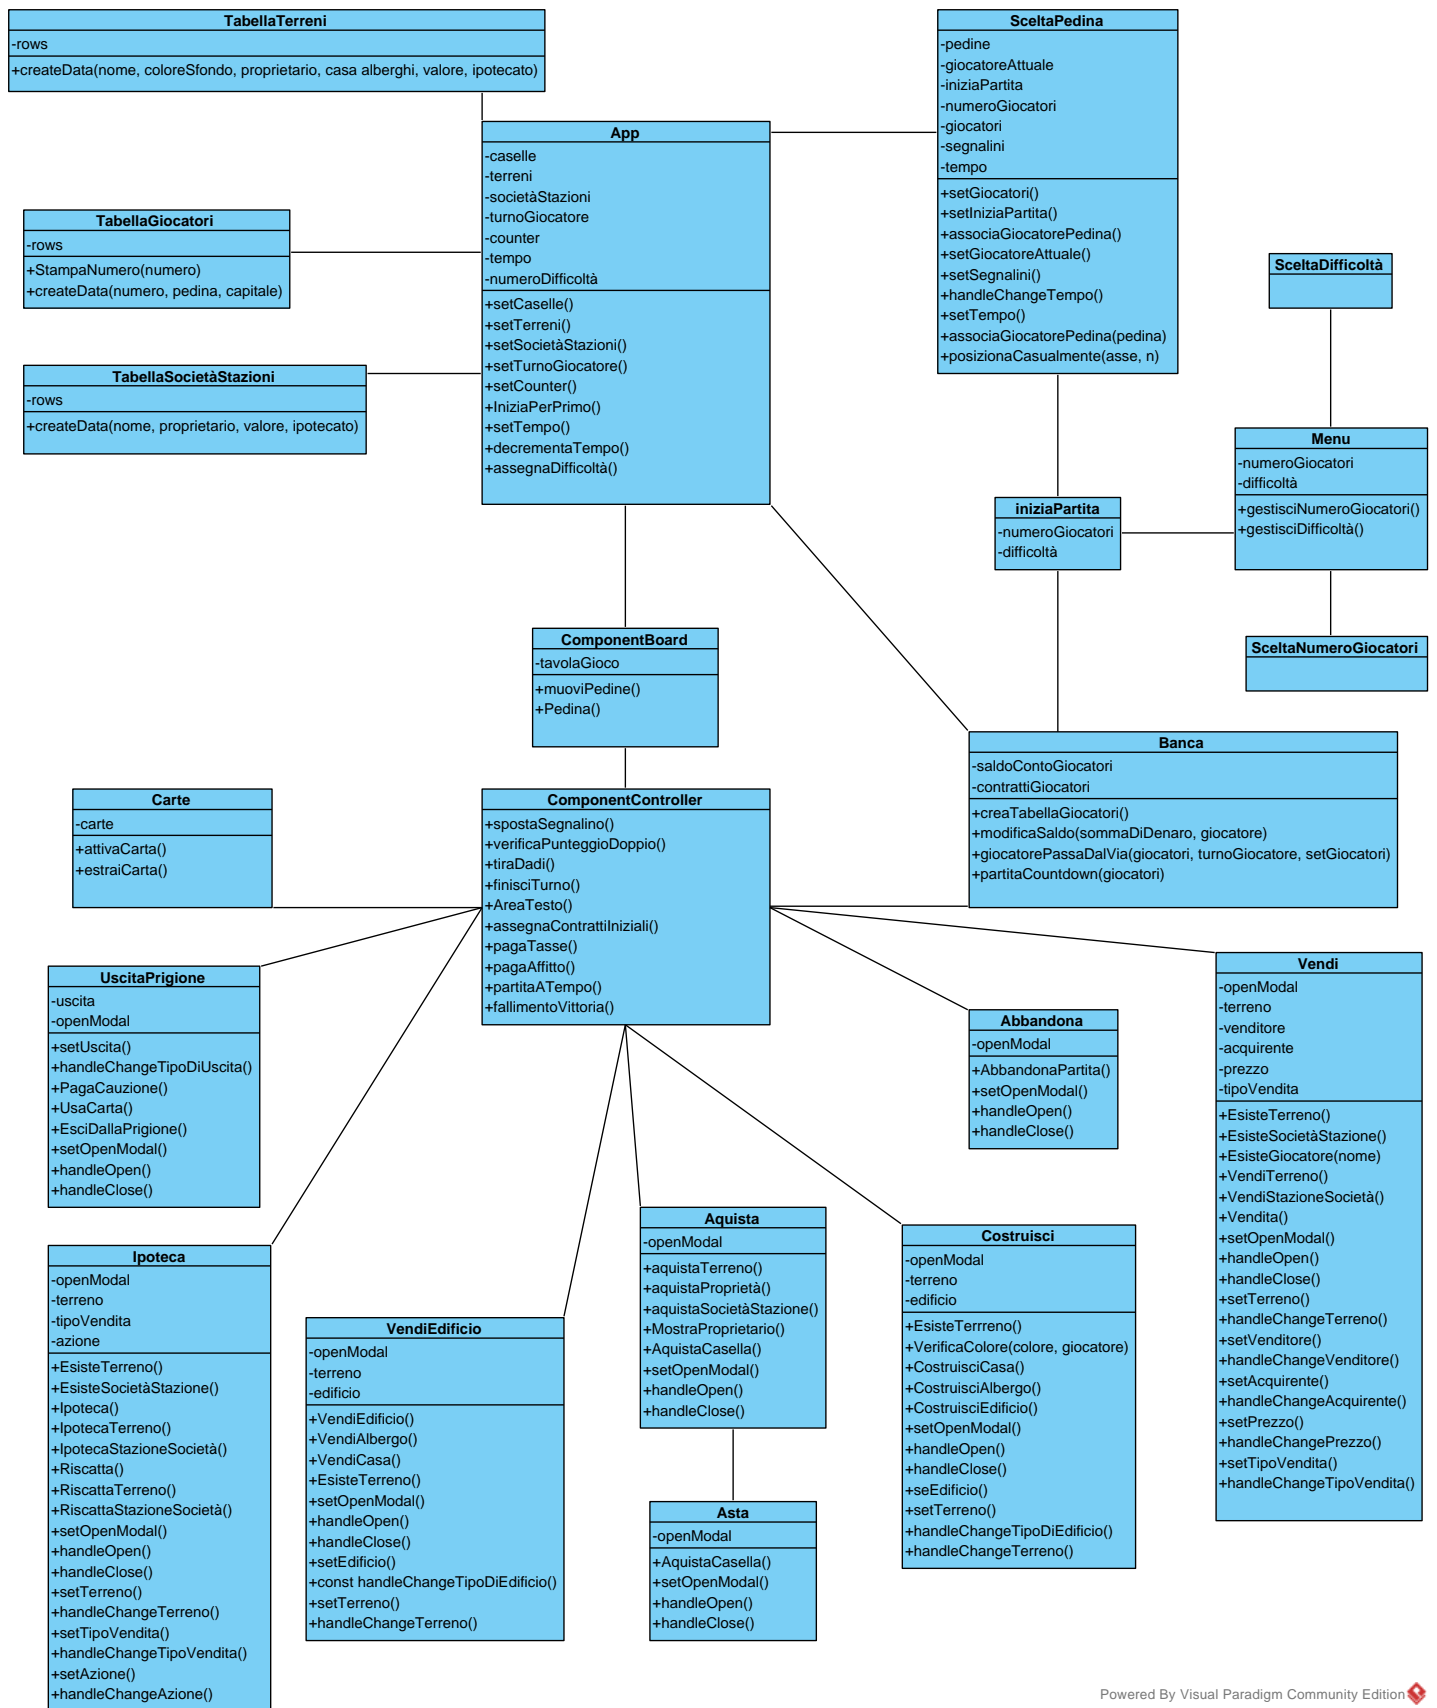 TabellaTerreni
-rows
+createData(nome, coloreSfondo, proprietario, casa alberghi, valore, ipotecato)
SceltaPedina
-pedine
-giocatoreAttuale
-iniziaPartita
-numeroGiocatori
-giocatori
-segnalini
-tempo
+setGiocatori()
+setIniziaPartita()
+associaGiocatorePedina()
+setGiocatoreAttuale()
+setSegnalini()
+handleChangeTempo()
+setTempo()
+associaGiocatorePedina(pedina)
+posizionaCasualmente(asse, n)
App
-caselle
-terreni
-societàStazioni
-turnoGiocatore
-counter
-tempo
-numeroDifficoltà
+setCaselle()
+setTerreni()
+setSocietàStazioni()
+setTurnoGiocatore()
+setCounter()
+IniziaPerPrimo()
+setTempo()
+decrementaTempo()
+assegnaDifficoltà()
TabellaGiocatori
-rows
+StampaNumero(numero)
+createData(numero, pedina, capitale)
SceltaDifficoltà
TabellaSocietàStazioni
-rows
+createData(nome, proprietario, valore, ipotecato)
Menu
-numeroGiocatori
-difficoltà
+gestisciNumeroGiocatori()
+gestisciDifficoltà()
iniziaPartita
-numeroGiocatori
-difficoltà
ComponentBoard
-tavolaGioco
+muoviPedine()
+Pedina()
SceltaNumeroGiocatori
Banca
-saldoContoGiocatori
-contrattiGiocatori
+creaTabellaGiocatori()
+modificaSaldo(sommaDiDenaro, giocatore)
+giocatorePassaDalVia(giocatori, turnoGiocatore, setGiocatori)
+partitaCountdown(giocatori)
Carte
-carte
+attivaCarta()
+estraiCarta()
ComponentController
+spostaSegnalino()
+verificaPunteggioDoppio()
+tiraDadi()
+finisciTurno()
+AreaTesto()
+assegnaContrattiIniziali()
+pagaTasse()
+pagaAffitto()
+partitaATempo()
+fallimentoVittoria()
UscitaPrigione
-uscita
-openModal
+setUscita()
+handleChangeTipoDiUscita()
+PagaCauzione()
+UsaCarta()
+EsciDallaPrigione()
+setOpenModal()
+handleOpen()
+handleClose()
Abbandona
-openModal
+AbbandonaPartita()
+setOpenModal()
+handleOpen()
+handleClose()
Vendi
-openModal
-terreno
-venditore
-acquirente
-prezzo
-tipoVendita
+EsisteTerreno()
+EsisteSocietàStazione()
+EsisteGiocatore(nome)
+VendiTerreno()
+VendiStazioneSocietà()
+Vendita()
+setOpenModal()
+handleOpen()
+handleClose()
+setTerreno()
+handleChangeTerreno()
+setVenditore()
+handleChangeVenditore()
+setAcquirente()
+handleChangeAcquirente()
+setPrezzo()
+handleChangePrezzo()
+setTipoVendita()
+handleChangeTipoVendita()
Ipoteca
-openModal
-terreno
-tipoVendita
-azione
+EsisteTerreno()
+EsisteSocietàStazione()
+Ipoteca()
+IpotecaTerreno()
+IpotecaStazioneSocietà()
+Riscatta()
+RiscattaTerreno()
+RiscattaStazioneSocietà()
+setOpenModal()
+handleOpen()
+handleClose()
+setTerreno()
+handleChangeTerreno()
+setTipoVendita()
+handleChangeTipoVendita()
+setAzione()
+handleChangeAzione()
VendiEdificio
-openModal
-terreno
-edificio
+VendiEdificio()
+VendiAlbergo()
+VendiCasa()
+EsisteTerreno()
+setOpenModal()
+handleOpen()
+handleClose()
+setEdificio()
+const handleChangeTipoDiEdificio()
+setTerreno()
+handleChangeTerreno()
Aquista
-openModal
+aquistaTerreno()
+aquistaProprietà()
+aquistaSocietàStazione()
+MostraProprietario()
+AquistaCasella()
+setOpenModal()
+handleOpen()
+handleClose()
Asta
-openModal
+AquistaCasella()
+setOpenModal()
+handleOpen()
+handleClose()
Costruisci
-openModal
-terreno
-edificio
+EsisteTerrreno()
+VerificaColore(colore, giocatore)
+CostruisciCasa()
+CostruisciAlbergo()
+CostruisciEdificio()
+setOpenModal()
+handleOpen()
+handleClose()
+seEdificio()
+setTerreno()
+handleChangeTipoDiEdificio()
+handleChangeTerreno()
Powered By Visual Paradigm Community Edition